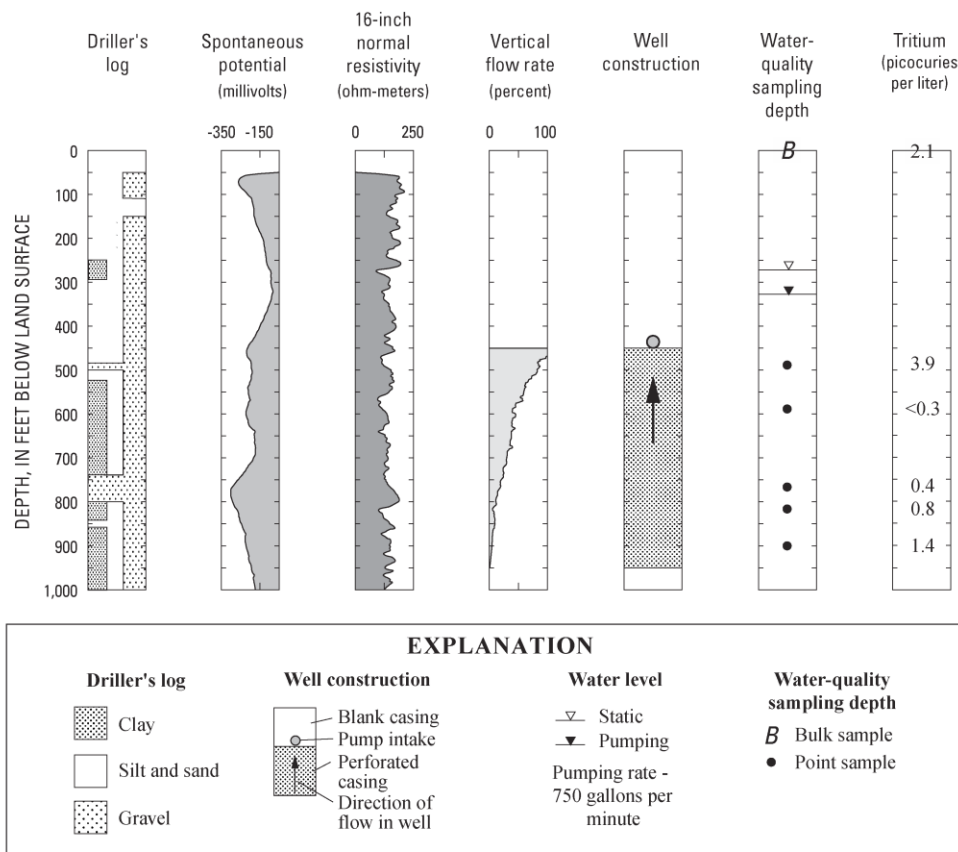 Driller's
log
Spontaneous
potential
(millivolts)
16-inch
normal
resistivity
(ohm-meters)
Vertical
flow rate
(percent)
Well
construction
Water-
quality
sampling
depth
Tritium
(picocuries
per liter)
-350 -150
0 250
0 100
DEPTH, IN FEET BELOW LAND SURFACE
0
100
200
300
400
500
600
700
800
900
1,000
B
2.1
3.9
<0.3
0.4
0.8
1.4
EXPLANATION
Driller's log
Clay
Silt and sand
Gravel
Well construction
Blank casing
Pump intake
Perforated
casing
Direction of
flow in well
Water level
Static
Pumping
Pumping rate -
750 gallons per
minute
Water-quality
sampling depth
B Bulk sample
Point sample